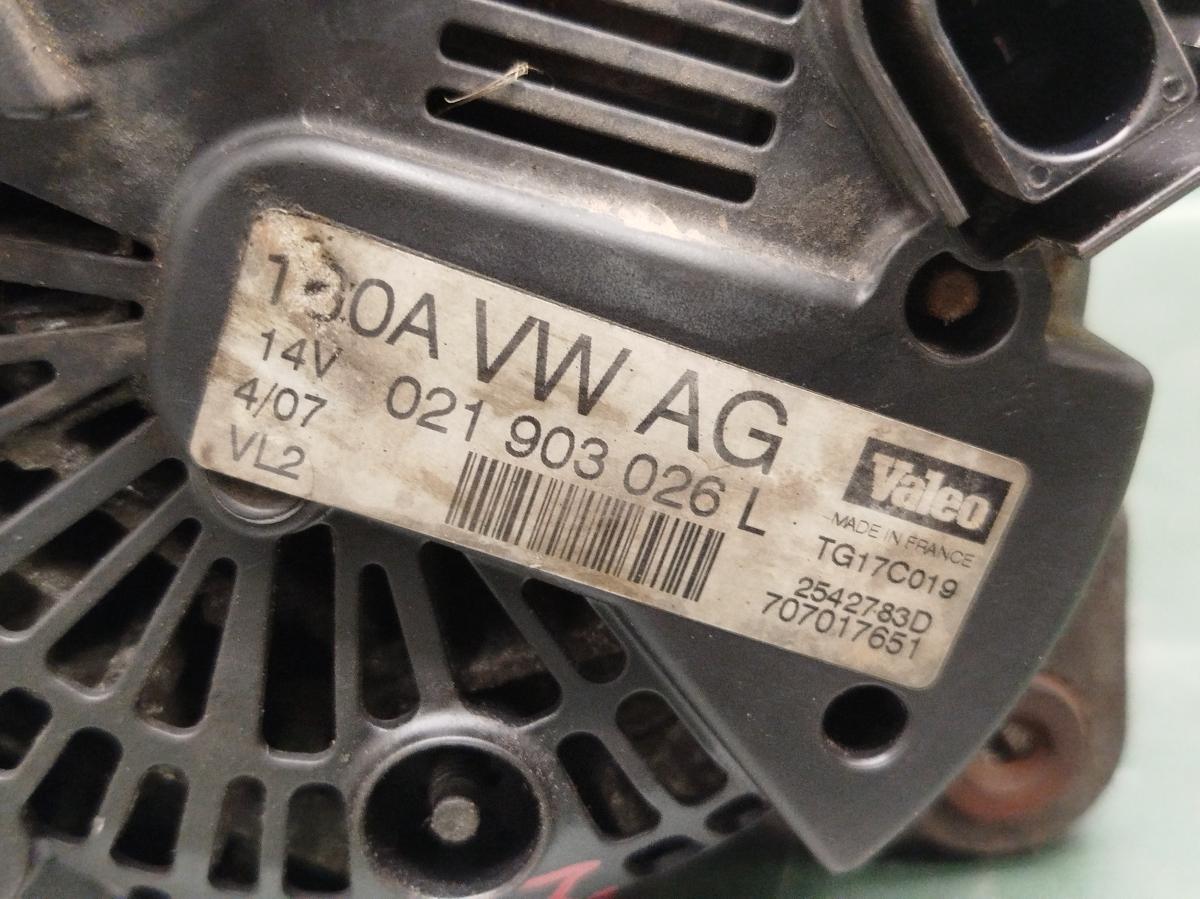 VW AG
14V 021 903 026 L
4/07
VL2
Valeo
MADE IN FRANCE
TG17C019
2542783D
707017651